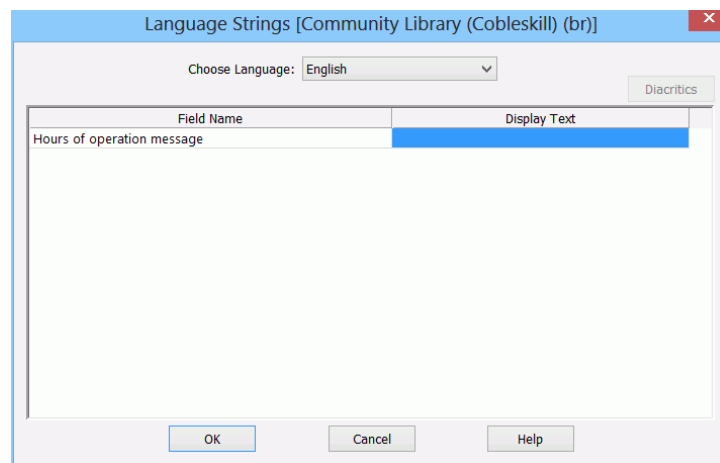 Language Strings [Community Library (Cobleskill) (br)]
Choose Language: English
Diacritics
Field Name Display Text
Hours of operation message
OK Cancel Help